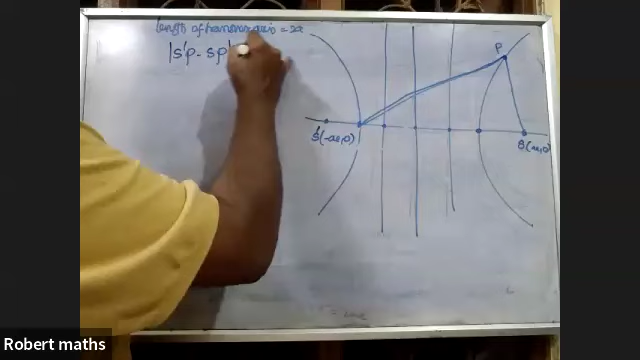 length of transverse axis = 2a
|S'P - SP| =
P
S'(-ae,0)
S(ae,0)
Robert maths